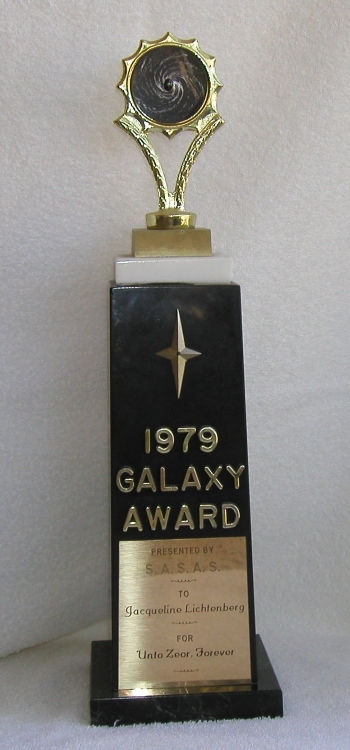 1979
GALAXY
AWARD
PRESENTED BY
S. A. S. A. S.
TO
Jacqueline Lichtenberg
FOR
Unto Zeor, Forever